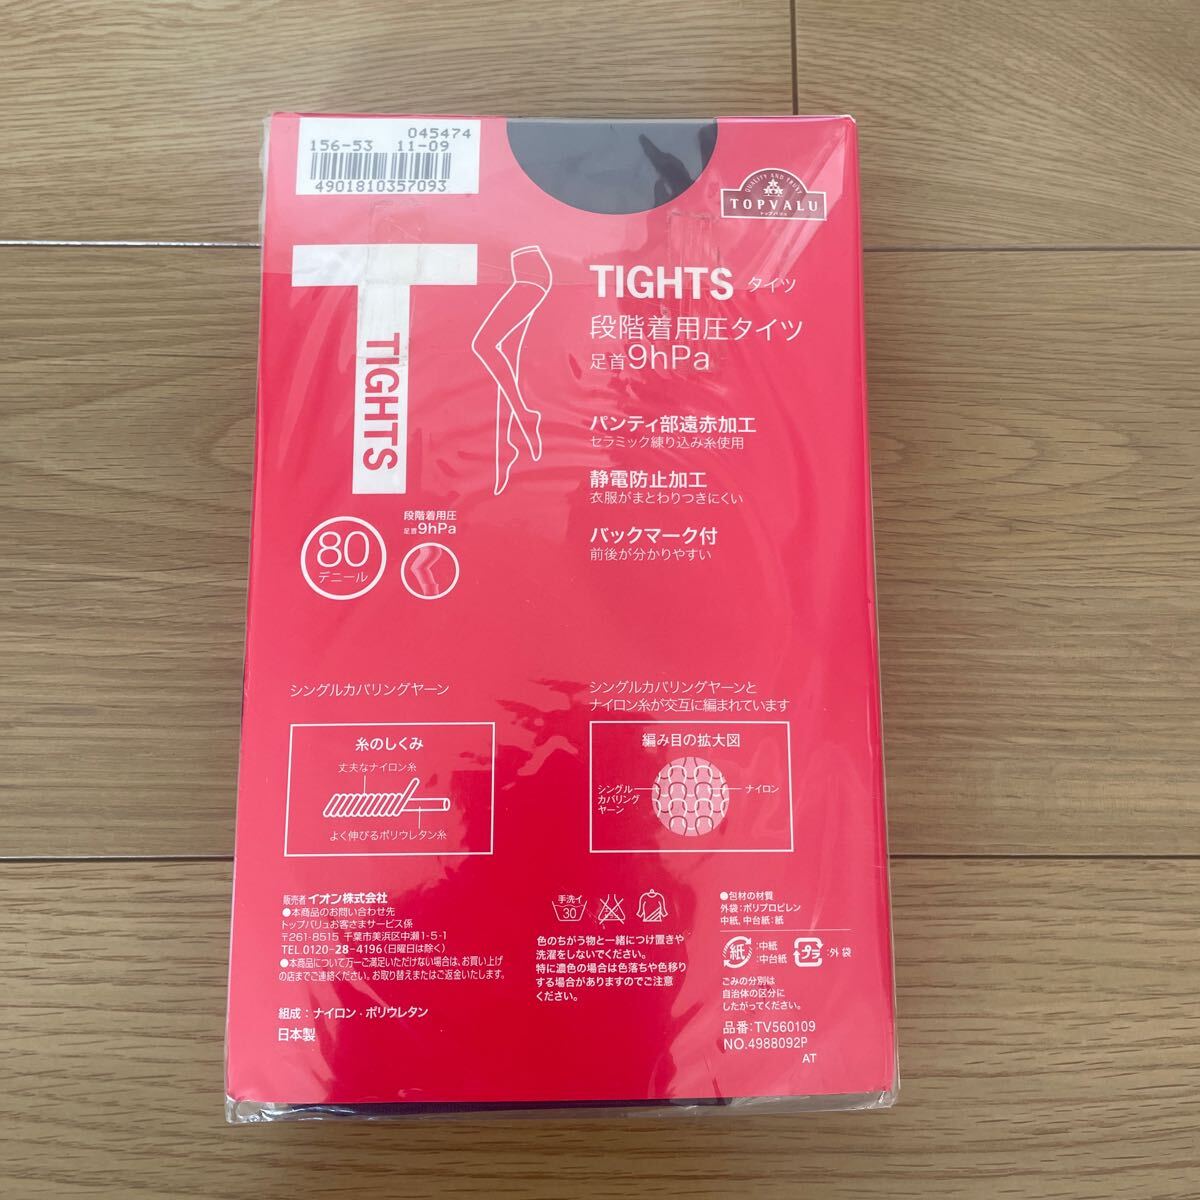 045474
156-53 11-09
4901810357093
QUALITY AND TRUST
TOPVALU
トップバリュ
T
TIGHTS
TIGHTS タイツ
段階着用圧タイツ
足首9hPa
パンティ部遠赤加工
セラミック練り込み糸使用
静電防止加工
衣服がまとわりつきにくい
バックマーク付
前後が分かりやすい
80
デニール
段階着用圧
足首9hPa
シングルカバリングヤーン
糸のしくみ
丈夫なナイロン糸
よく伸びるポリウレタン糸
シングルカバリングヤーンと
ナイロン糸が交互に編まれています
編み目の拡大図
シングル
カバリング
ヤーン
ナイロン
販売者 イオン株式会社
●本商品のお問い合わせ先
トップバリュお客さまサービス係
〒261-8515 千葉市美浜区中瀬1-5-1
TEL.0120-28-4196(日曜日は除く)
●本商品について万一ご満足いただけない場合は、お買い上げ
の店までご連絡ください。お取り替えまたはご返金いたします。
組成:ナイロン・ポリウレタン
日本製
手洗イ
30
色のちがう物と一緒につけ置きや
洗濯をしないでください。
特に濃色の場合は色落ちや色移り
する場合がありますのでご注意
ください。
●包材の材質
外袋:ポリプロピレン
中紙、中台紙:紙
紙
:中紙
:中台紙
プラ
:外袋
ごみの分別は
自治体の区分に
したがってください。
品番:TV560109
NO.4988092P
AT